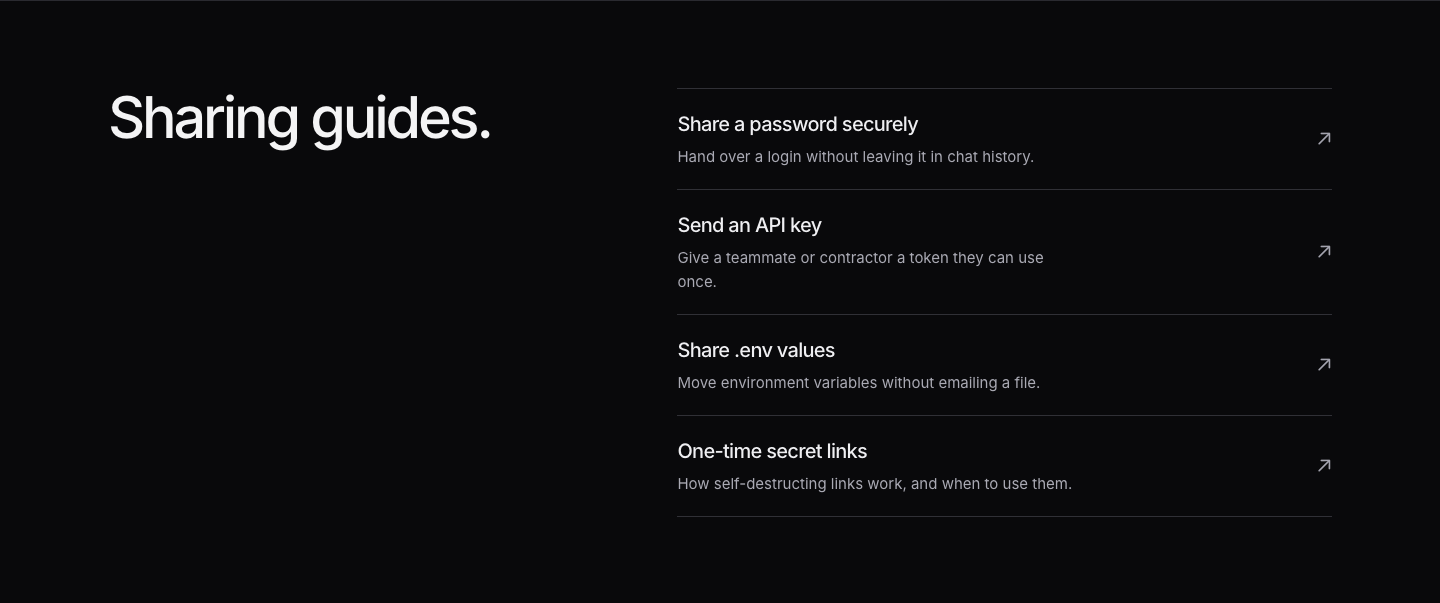 Sharing guides.
Share a password securely
Hand over a login without leaving it in chat history.
Send an API key
Give a teammate or contractor a token they can use
once.
Share .env values
Move environment variables without emailing a file.
One-time secret links
How self-destructing links work, and when to use them.